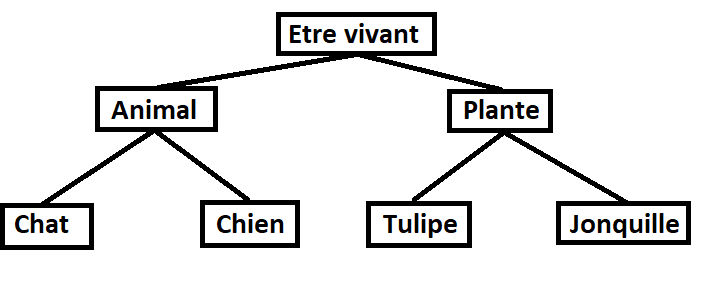 Etre vivant
Animal
Plante
Chat
Chien
Tulipe
Jonquille